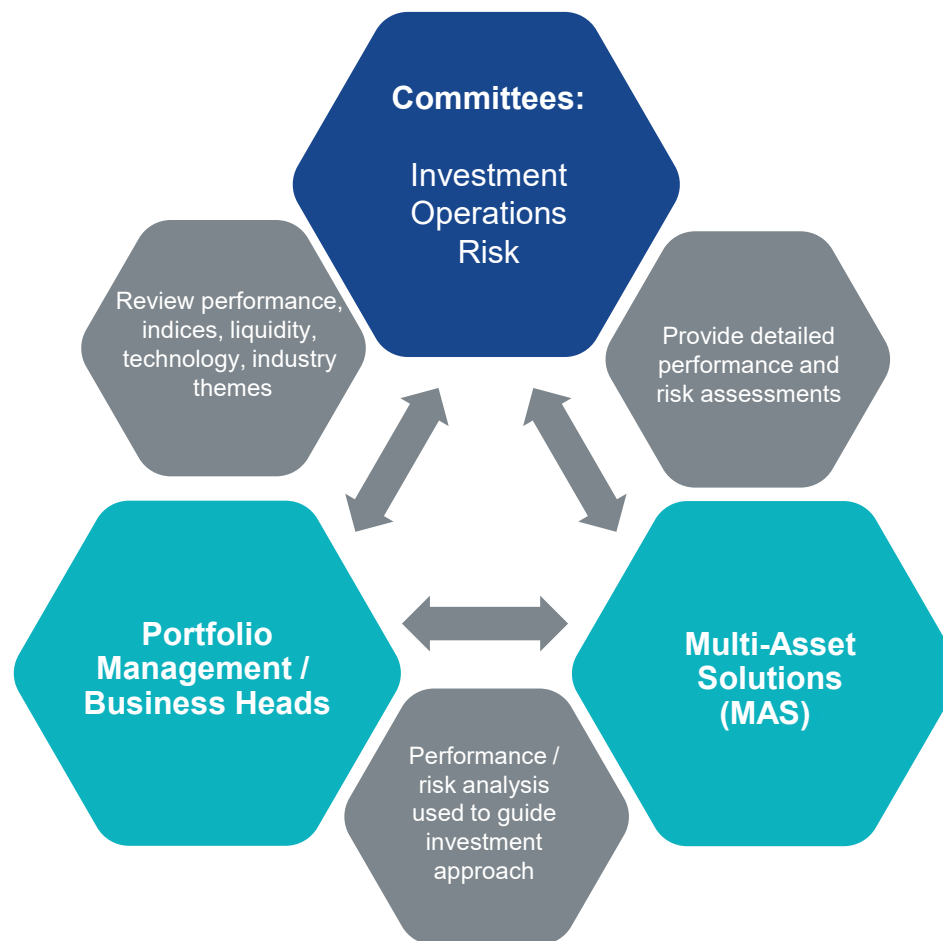 Committees:
Investment
Operations
Risk
Review performance,
indices, liquidity,
technology, industry
themes
Provide detailed
performance and
risk assessments
Portfolio
Management /
Business Heads
Multi-Asset
Solutions
(MAS)
Performance /
risk analysis
used to guide
investment
approach